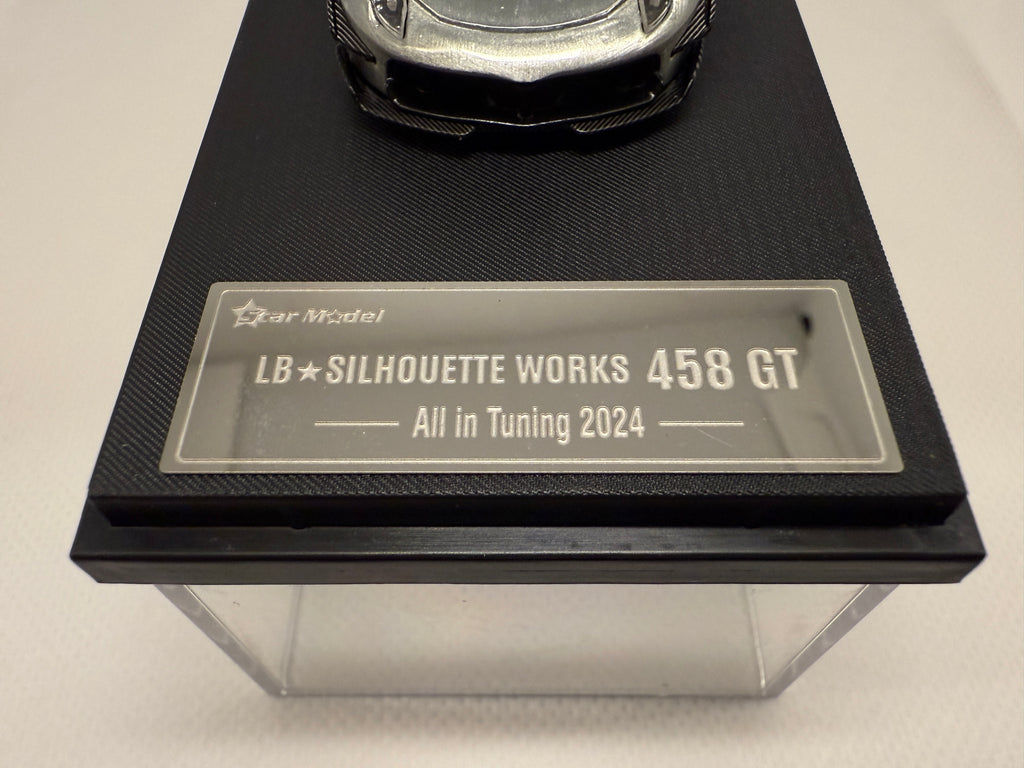 Star Model
LB★SILHOUETTE WORKS 458 GT
All in Tuning 2024